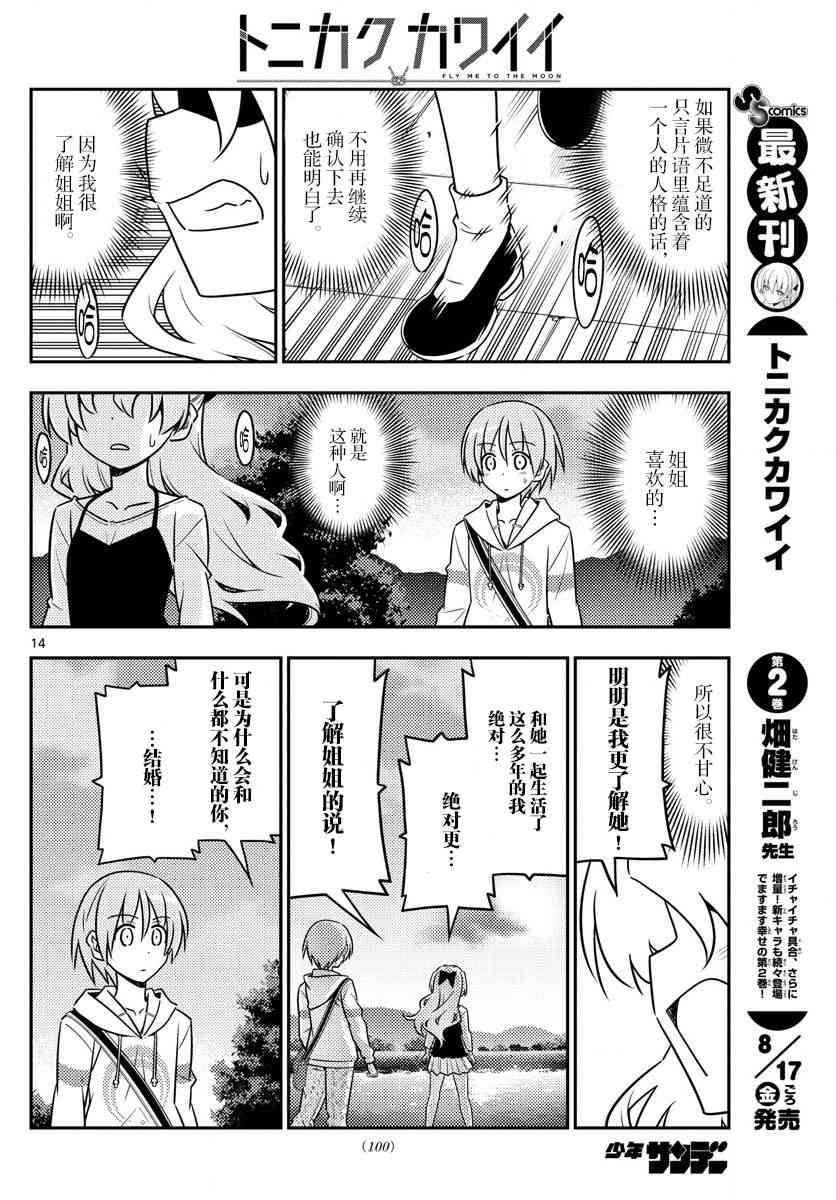 トニカクカワイイ
FLY ME TO THE MOON
如果微不足道的
只言片语里蕴含着
一个人的人格的话，
不用再继续
确认下去
也能明白了。
哈
哈
因为我很
了解姐姐啊。
哈
姐姐
喜欢的…
就是
这种人啊…
哈
哈
14
所以很不甘心。
明明是我更了解她！
和她一起生活了
这么多年的我
绝对…
绝对更…
了解姐姐的说！
可是为什么会和
什么都不知道的你，
…结婚！
(100)
SS comics
最新刊
トニカクカワイイ
第2巻
畑健二郎先生
はたけんじろう
イチャイチャ具合、さらに
増量！新キャラも続々登場
でますます幸せの第2巻！
8/17㊎ごろ
発売
少年サンデー